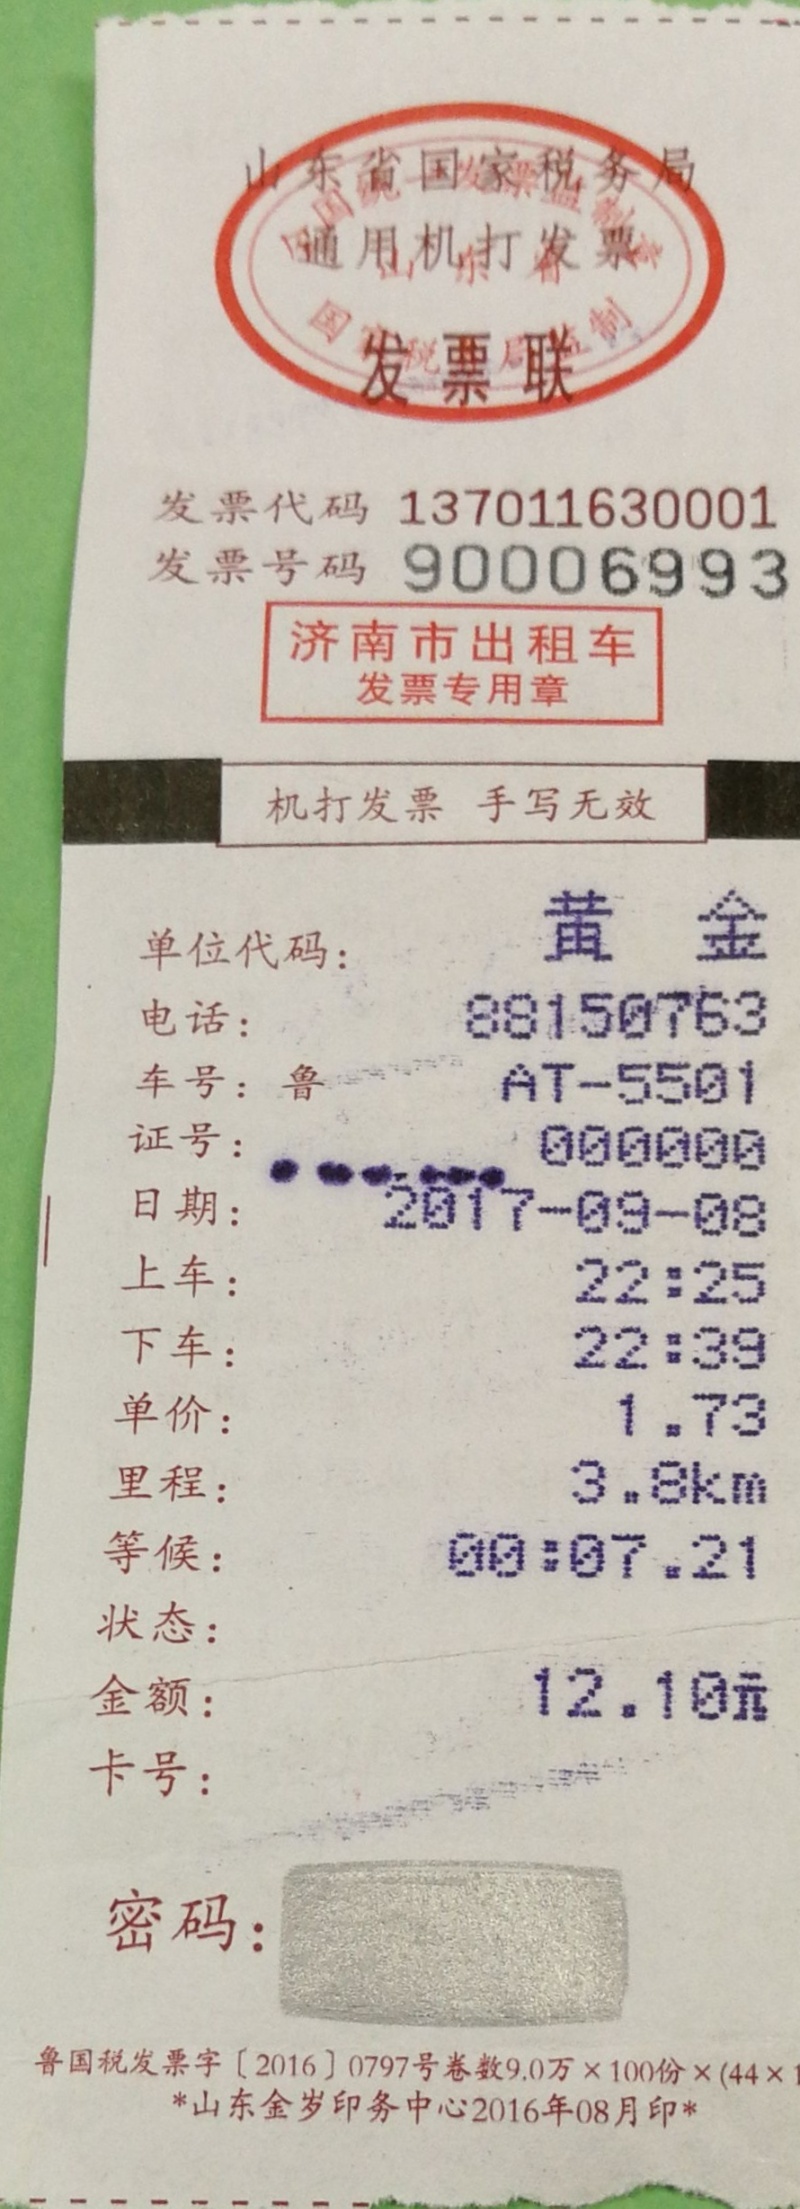 山东省国家税务局
全国统一发票监制章
通用机打发票
山东省
国家税务局监制
发票联
发票代码 137011630001
发票号码 90006993
济南市出租车
发票专用章
机打发票 手写无效
单位代码: 黄 金
电话: 88150763
车号: 鲁 AT-5501
证号: 000000
日期: 2017-09-08
上车: 22:25
下车: 22:39
单价: 1.73
里程: 3.8km
等候: 00:07.21
状态:
金额: 12.10元
卡号:
密码:
鲁国税发票字〔2016〕0797号卷数9.0万×100份×(44×1
*山东金岁印务中心2016年08月印*